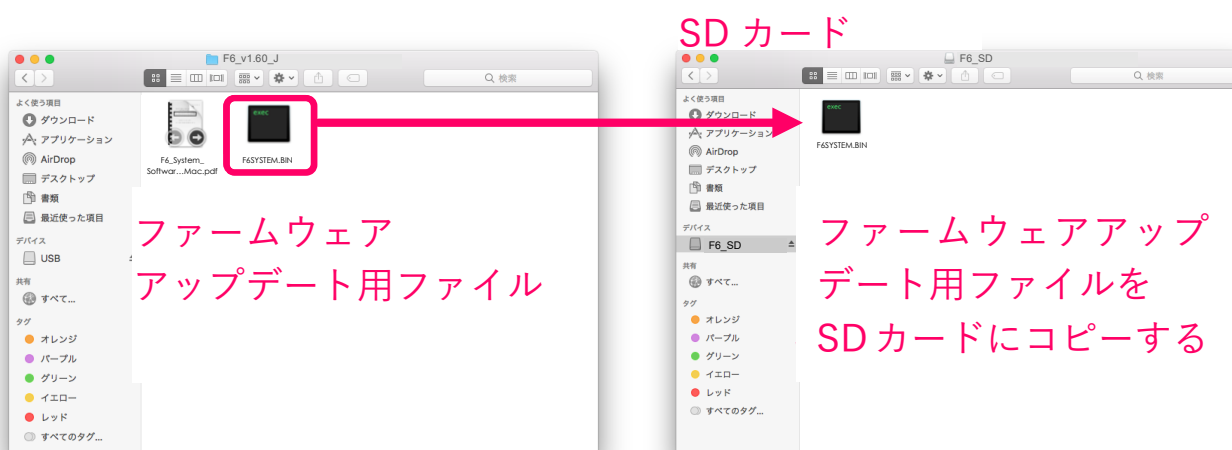 SD カード
F6_v1.60_J
検索
よく使う項目
ダウンロード
アプリケーション
AirDrop
デスクトップ
書類
最近使った項目
デバイス
USB
共有
すべて...
タグ
オレンジ
パープル
グリーン
イエロー
レッド
すべてのタグ...
F6_System_
Softwar...Mac.pdf
exec
F6SYSTEM.BIN
ファームウェア
アップデート用ファイル
F6_SD
検索
よく使う項目
ダウンロード
アプリケーション
AirDrop
デスクトップ
書類
最近使った項目
デバイス
F6_SD
共有
すべて...
タグ
オレンジ
パープル
グリーン
イエロー
レッド
すべてのタグ...
exec
F6SYSTEM.BIN
ファームウェアアップ
デート用ファイルを
SD カードにコピーする